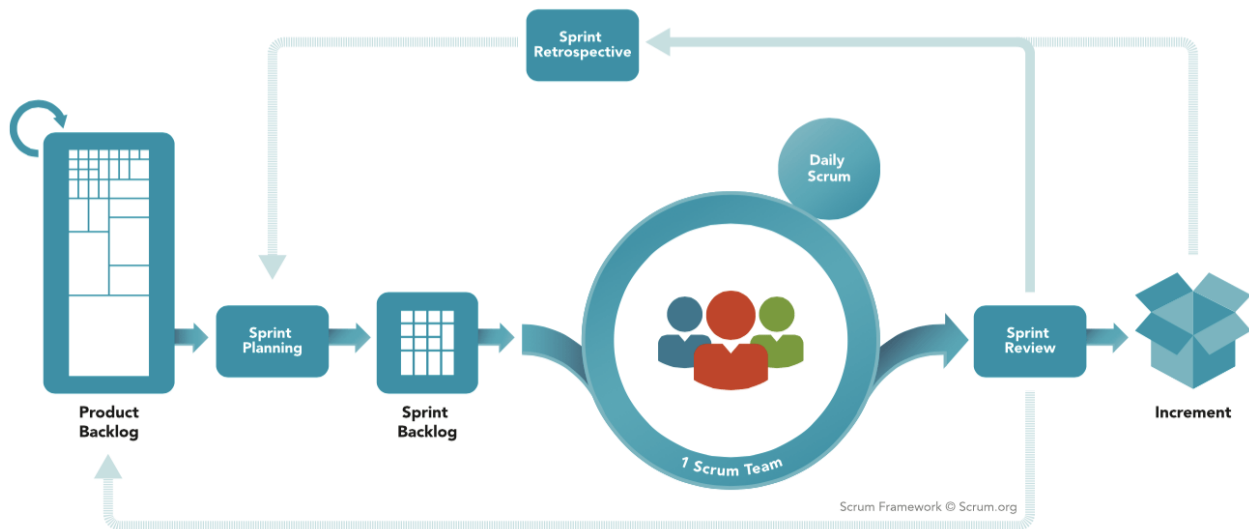 Sprint
Retrospective
Daily
Scrum
Sprint
Planning
Sprint
Review
Product
Backlog
Sprint
Backlog
Increment
1 Scrum Team
Scrum Framework © Scrum.org